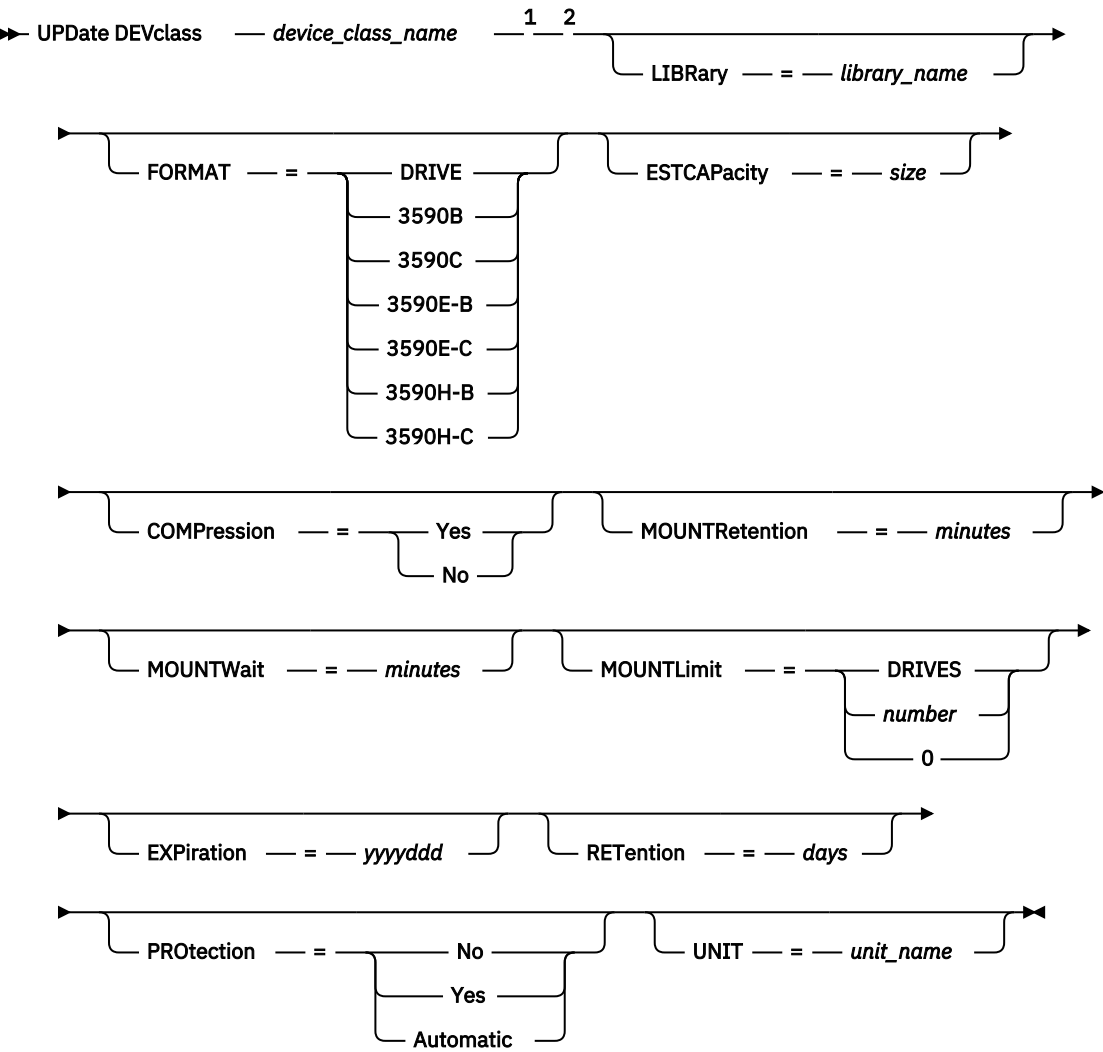 1 2
UPDate DEVclass device_class_name
LIBRary = library_name
FORMAT = DRIVE
3590B
3590C
3590E-B
3590E-C
3590H-B
3590H-C
ESTCAPacity = size
COMPression = Yes
No
MOUNTRetention = minutes
MOUNTWait = minutes
MOUNTLimit = DRIVES
number
0
EXPiration = yyyyddd
RETention = days
PROtection = No
Yes
Automatic
UNIT = unit_name